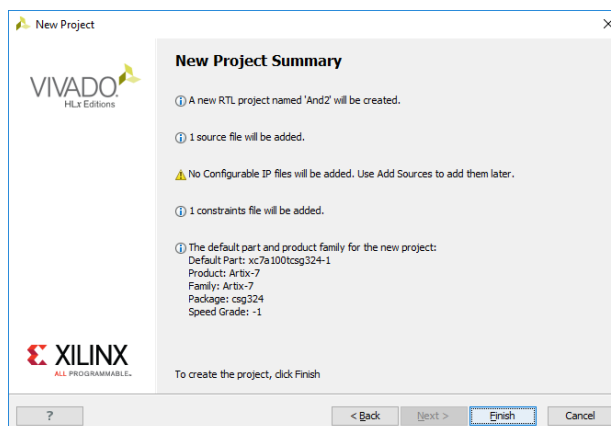 New Project
VIVADO
HLx Editions
New Project Summary
A new RTL project named 'And2' will be created.
1 source file will be added.
No Configurable IP files will be added. Use Add Sources to add them later.
1 constraints file will be added.
The default part and product family for the new project:
Default Part: xc7a100tcsg324-1
Product: Artix-7
Family: Artix-7
Package: csg324
Speed Grade: -1
XILINX
ALL PROGRAMMABLE.
To create the project, click Finish
?
< Back
Next >
Finish
Cancel